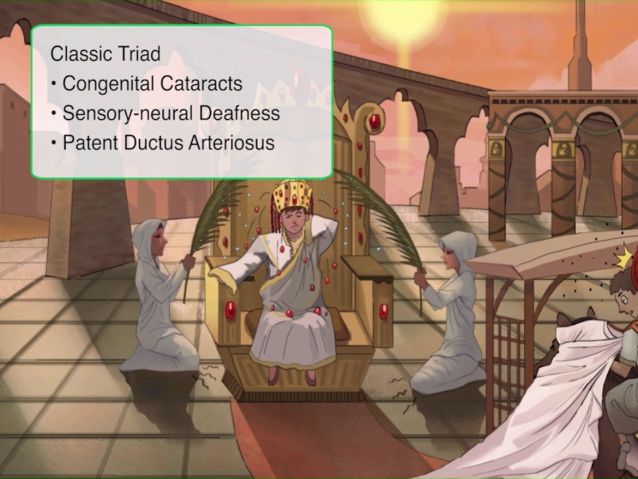 Classic Triad
• Congenital Cataracts
• Sensory-neural Deafness
• Patent Ductus Arteriosus